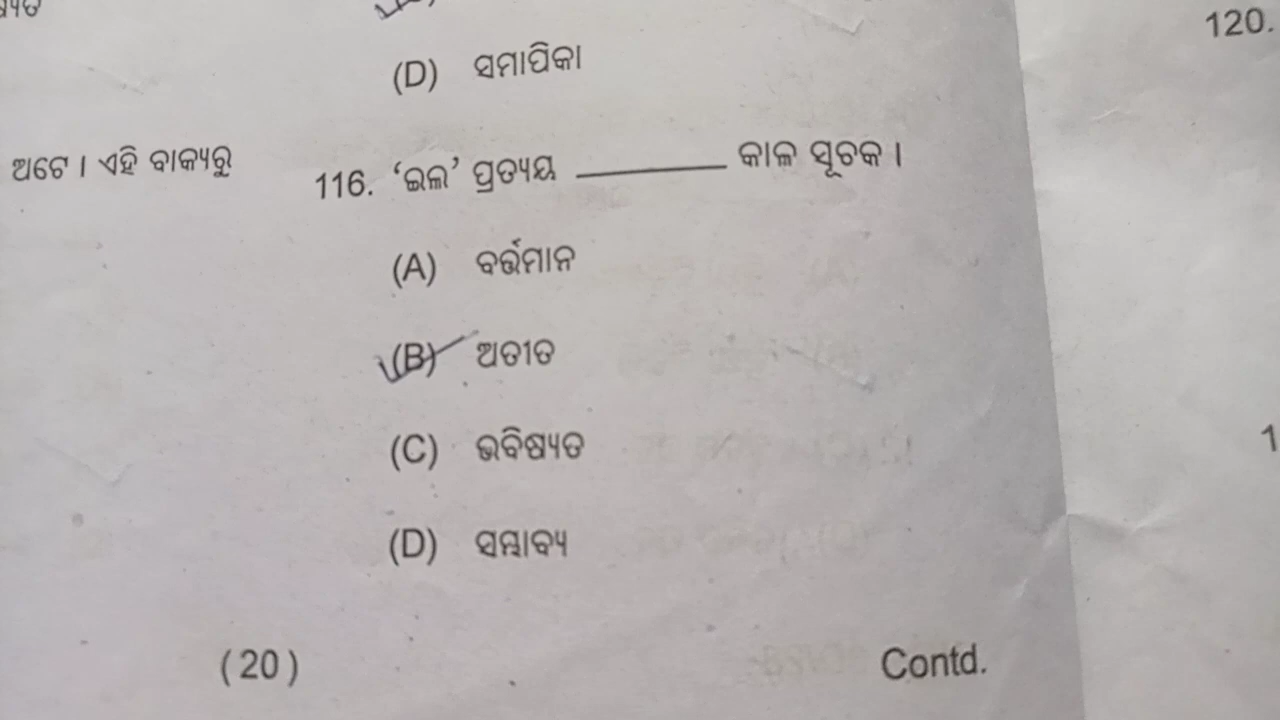 (D) ସମାପିକା
ଅଟେ । ଏହି ବାକ୍ୟରୁ
116. ‘ଇଲ’ ପ୍ରତ୍ୟୟ ________ କାଳ ସୂଚକ ।
(A) ବର୍ତ୍ତମାନ
(B) ଅତୀତ
(C) ଭବିଷ୍ୟତ
(D) ସମ୍ଭାବ୍ୟ
(20)
Contd.
120.
1